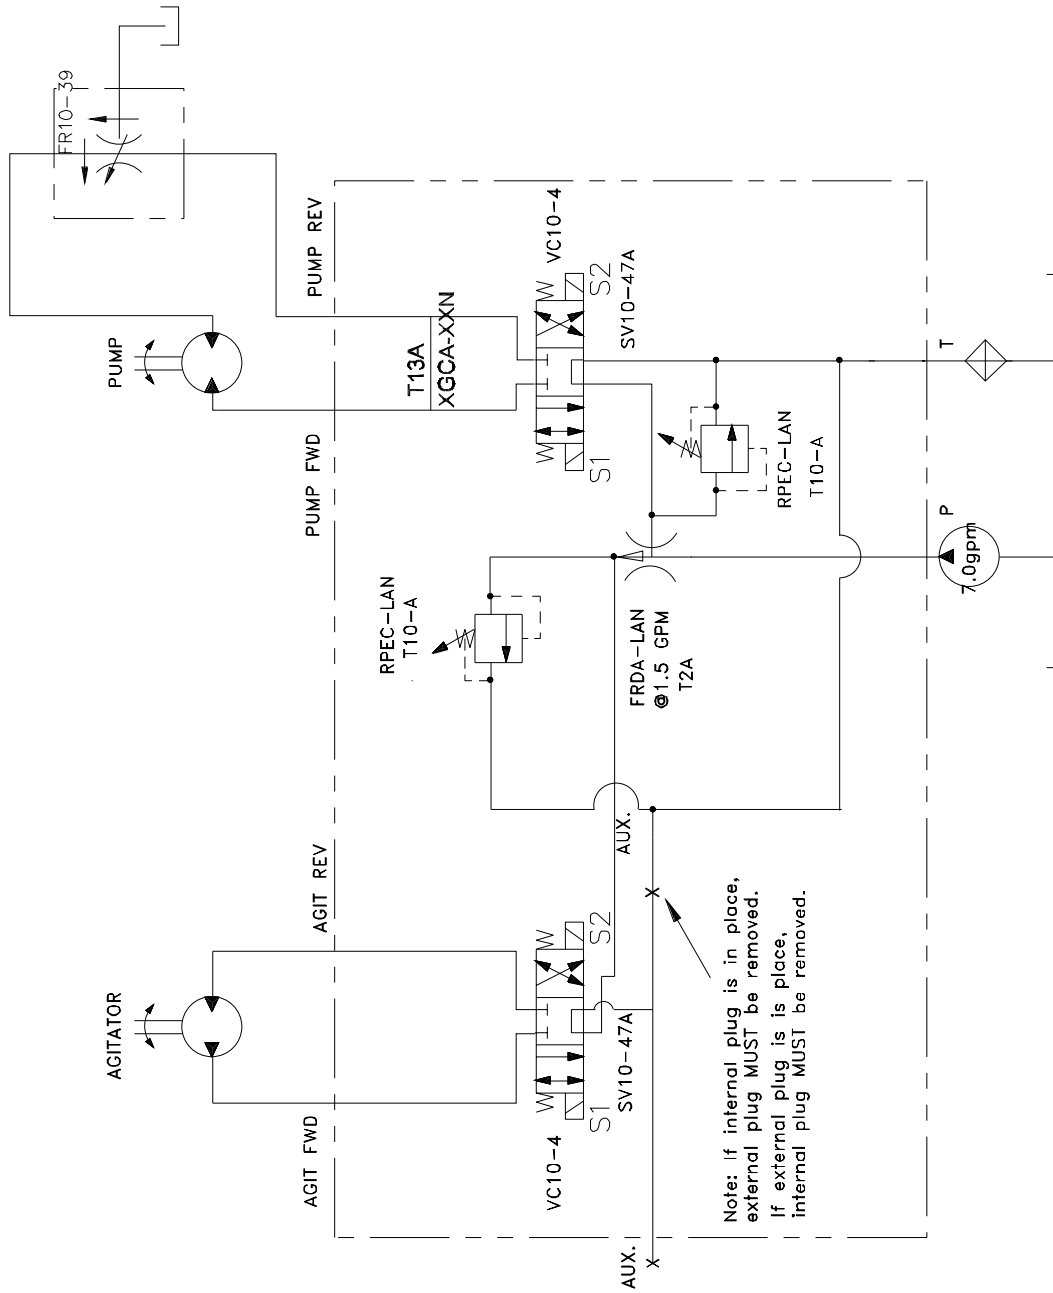 FR10-39
PUMP
PUMP REV
PUMP FWD
T13A
XGCA-XXN
VC10-4
S2
S1
SV10-47A
T
RPEC-LAN
T10-A
P
7.0gpm
RPEC-LAN
T10-A
FRDA-LAN
@1.5 GPM
T2A
AUX.
AGITATOR
AGIT REV
AGIT FWD
S2
S1
SV10-47A
VC10-4
X
Note: If internal plug is in place,
external plug MUST be removed.
If external plug is is place,
internal plug MUST be removed.
AUX.
X